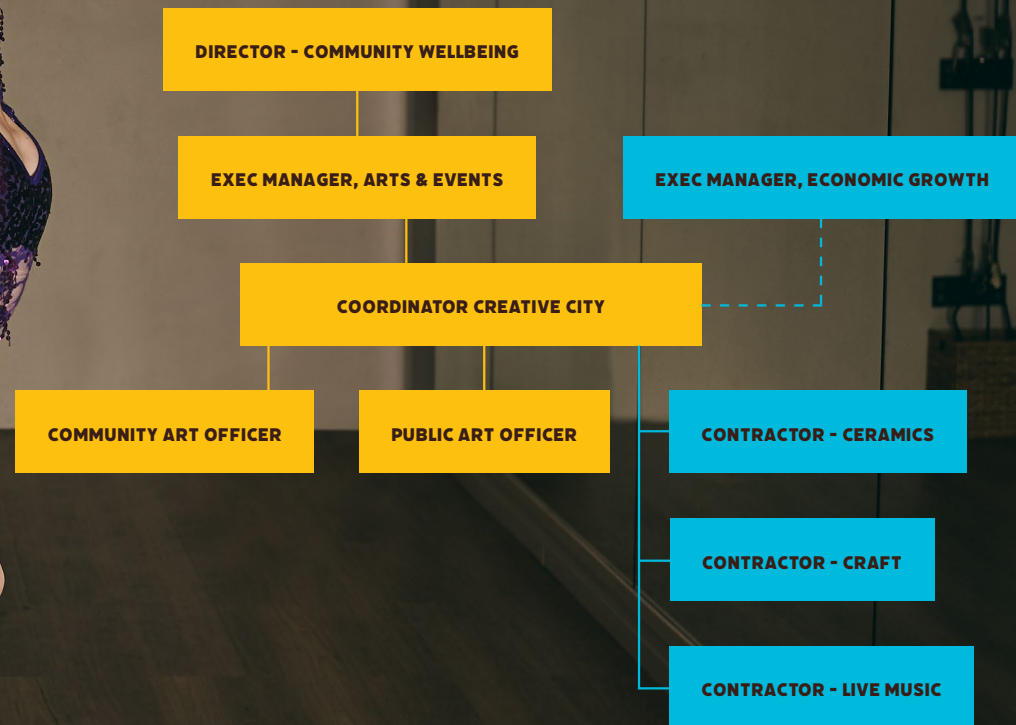 DIRECTOR - COMMUNITY WELLBEING
EXEC MANAGER, ARTS & EVENTS
EXEC MANAGER, ECONOMIC GROWTH
COORDINATOR CREATIVE CITY
COMMUNITY ART OFFICER
PUBLIC ART OFFICER
CONTRACTOR - CERAMICS
CONTRACTOR - CRAFT
CONTRACTOR - LIVE MUSIC